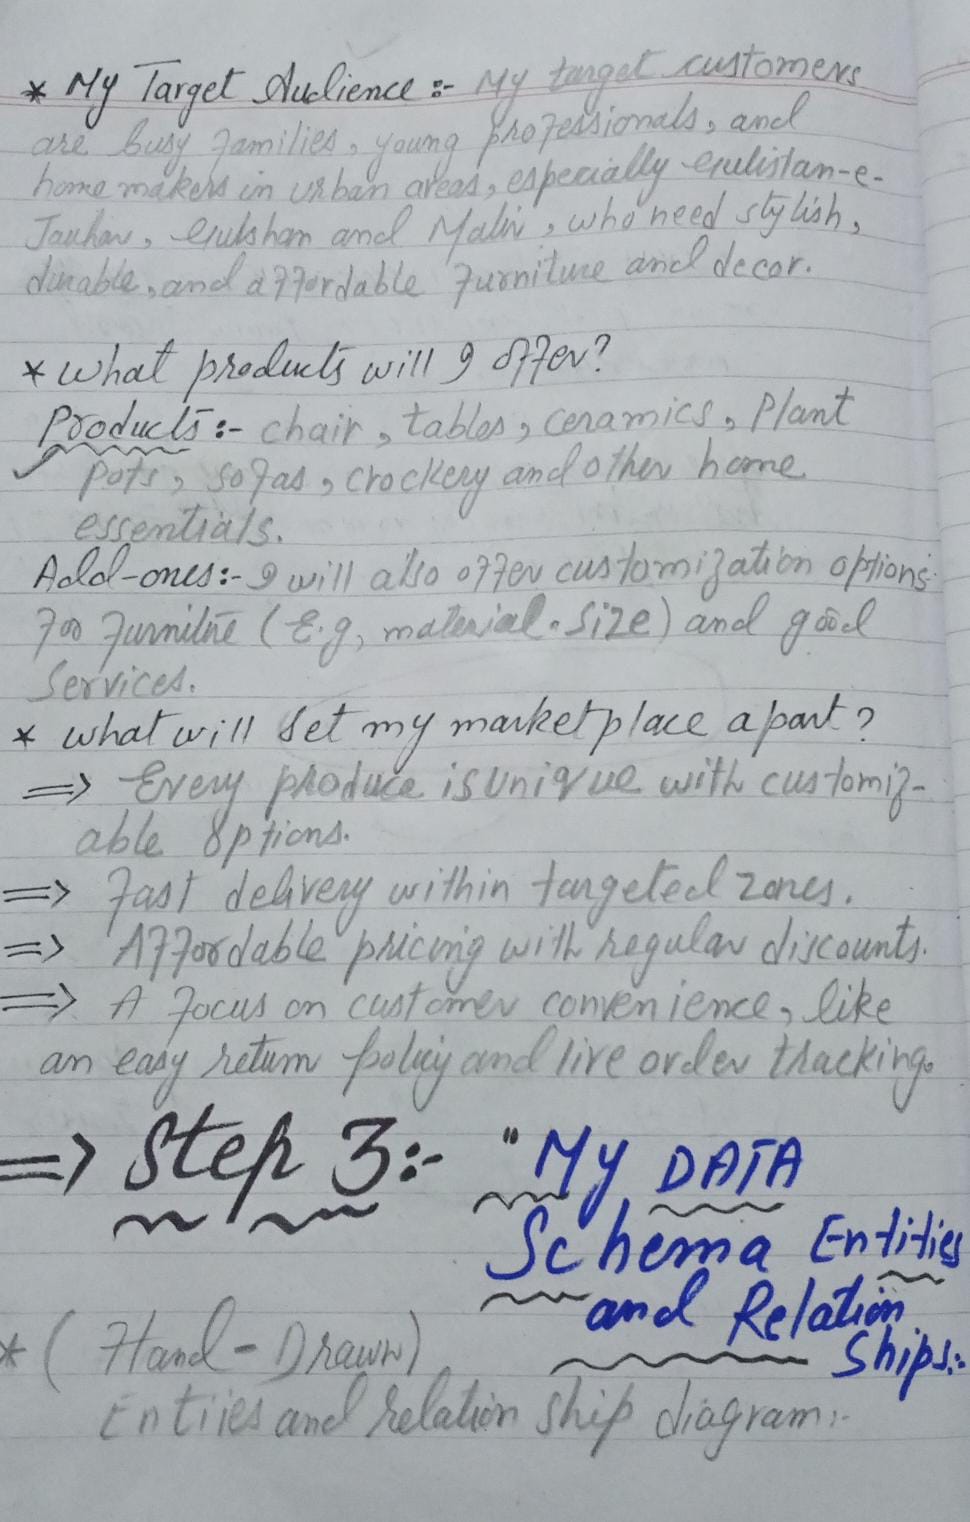 * My Target Audience :- My target customers
are busy families, young professionals, and
home makers in urban areas, especially Gulistan-e-
Jauhar, Gulshan and Malir, who need stylish,
durable, and affordable furniture and decor.
* What products will I offer?
Products :- chair, tables, ceramics, Plant
pots, sofas, crockery and other home
essentials.
Add-ones:- I will also offer customization options
for furnitue (E.g, material. Size) and good
Services.
* what will set my marketplace apart?
⇒ Every produce is unique with customiz-
able options.
⇒ Fast delivery within targeted zones.
⇒ Affordable pricing with regular discounts.
⇒ A focus on customer convenience, like
an easy return policy and live order tracking.
⇒ Step 3:- "My DATA
Schema Entities
and Relation
Ships:-
* (Hand-Drawn)
Entiies and relation ship diagram:-